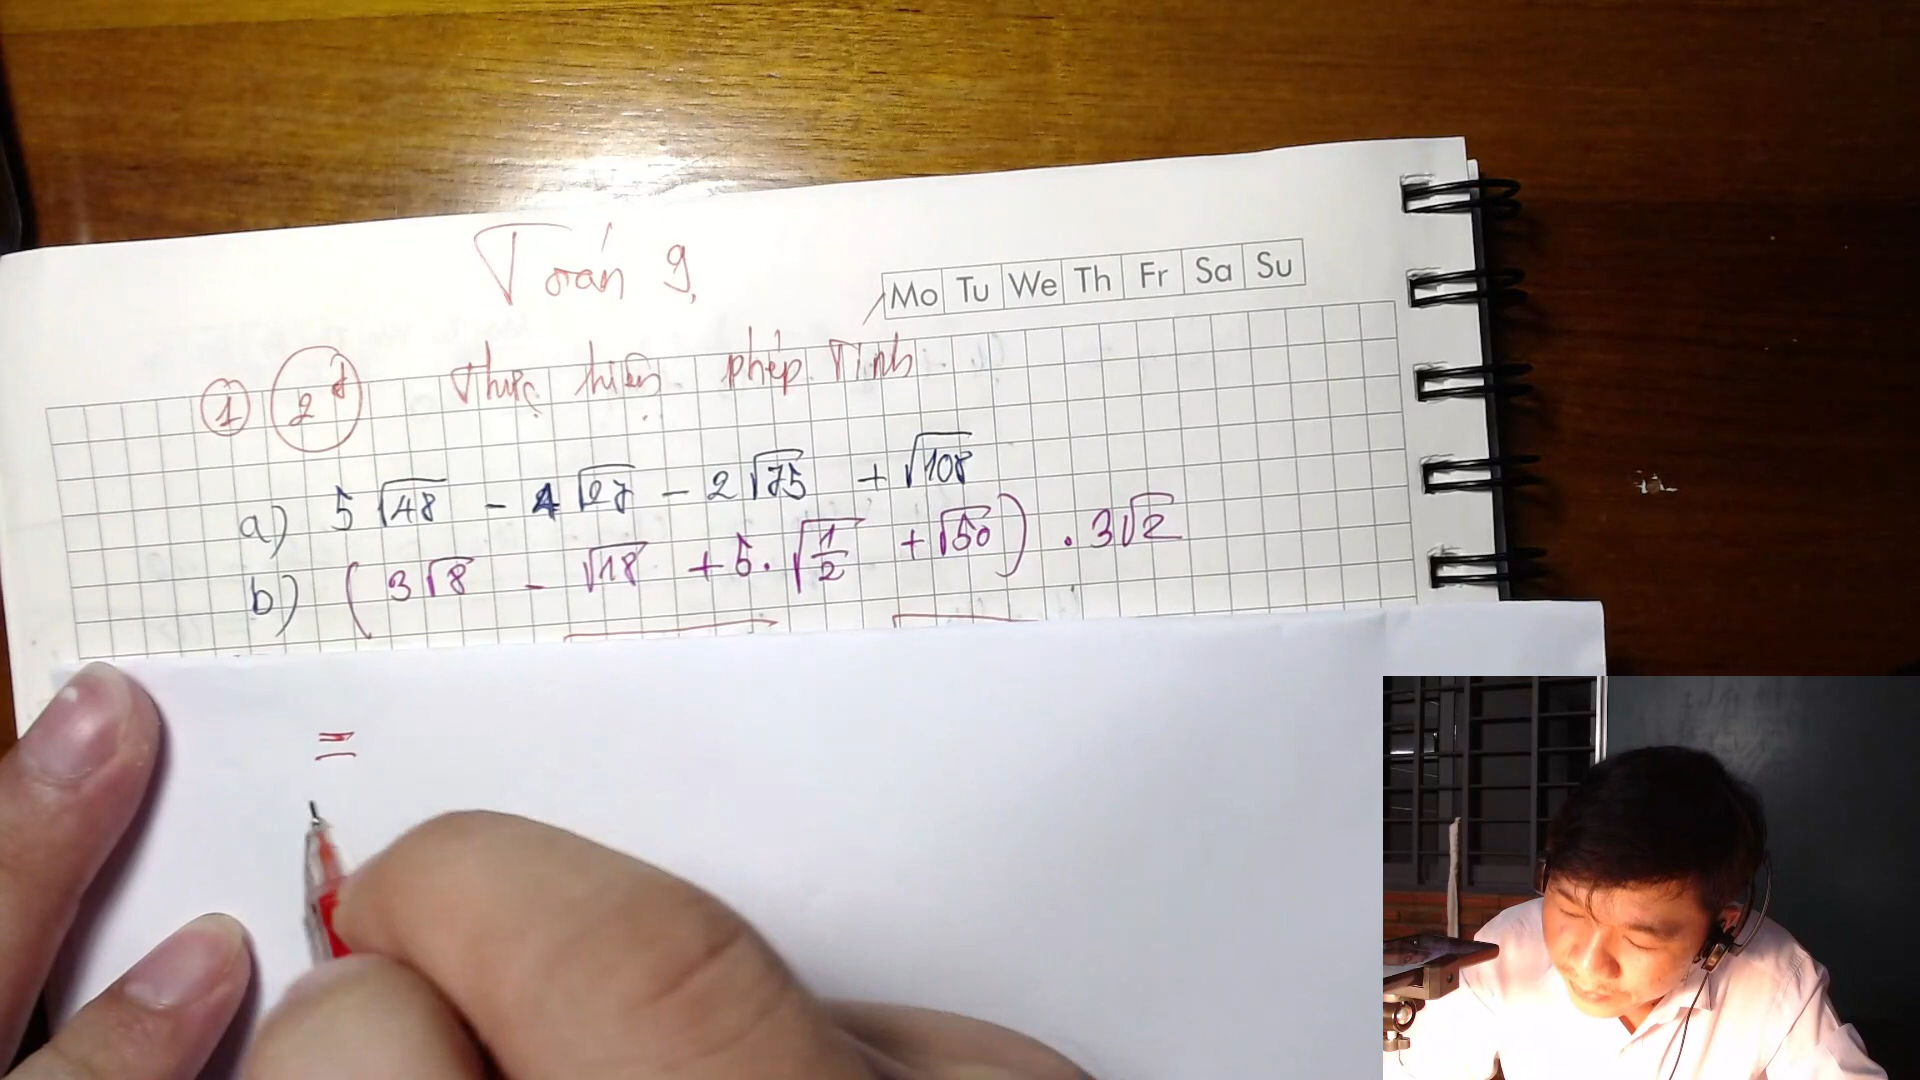 Toán 9
Mo Tu We Th Fr Sa Su
① 2đ Thực hiện phép Tính
a) 5√48 - 4√27 - 2√75 + √108
b) (3√8 - √18 + 5.√(1/2) + √50) . 3√2
=